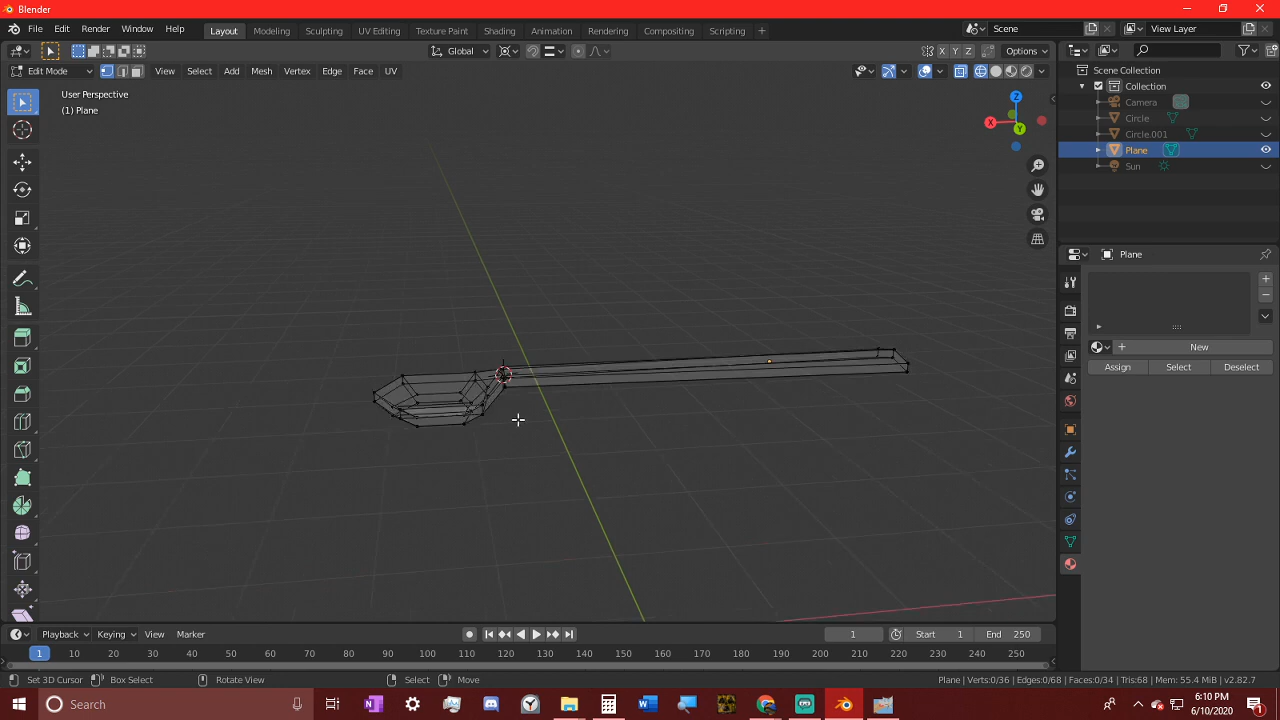 Blender
File Edit Render Window Help Layout Modeling Sculpting UV Editing Texture Paint Shading Animation Rendering Compositing Scripting + Scene View Layer
Global Options X Y Z
Edit Mode View Select Add Mesh Vertex Edge Face UV
User Perspective
(1) Plane
Z
X
Y
Scene Collection
Collection
Camera
Circle
Circle.001
Plane
Sun
Plane
+ New
Assign Select Deselect
Playback Keying View Marker 1 Start 1 End 250
1 10 20 30 40 50 60 70 80 90 100 110 120 130 140 150 160 170 180 190 200 210 220 230 240 250
Set 3D Cursor Box Select Rotate View Select Move Plane | Verts:0/36 | Edges:0/68 | Faces:0/34 | Tris:68 | Mem: 55.4 MiB | v2.82.7
Search 6:10 PM
6/10/2020 1